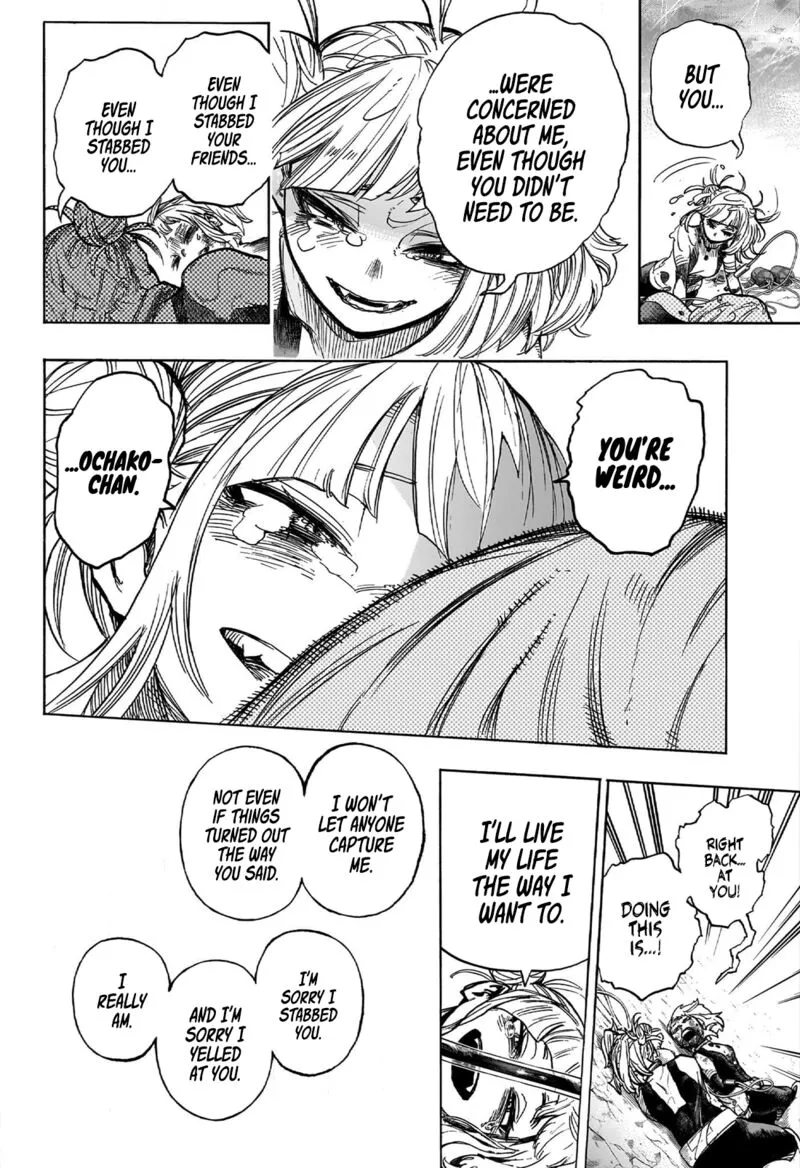 BUT
YOU...
...WERE
CONCERNED
ABOUT ME,
EVEN THOUGH
YOU DIDN'T
NEED TO BE.
EVEN
THOUGH I
STABBED
YOUR
FRIENDS...
EVEN
THOUGH I
STABBED
YOU...
YOU'RE
WEIRD...
...OCHAKO-
CHAN.
RIGHT
BACK...
AT
YOU!
DOING
THIS
IS...!
I'LL LIVE
MY LIFE
THE WAY I
WANT TO.
I WON'T
LET ANYONE
CAPTURE
ME.
NOT EVEN
IF THINGS
TURNED OUT
THE WAY
YOU SAID.
I'M
SORRY I
STABBED
YOU.
AND I'M
SORRY I
YELLED
AT YOU.
I
REALLY
AM.